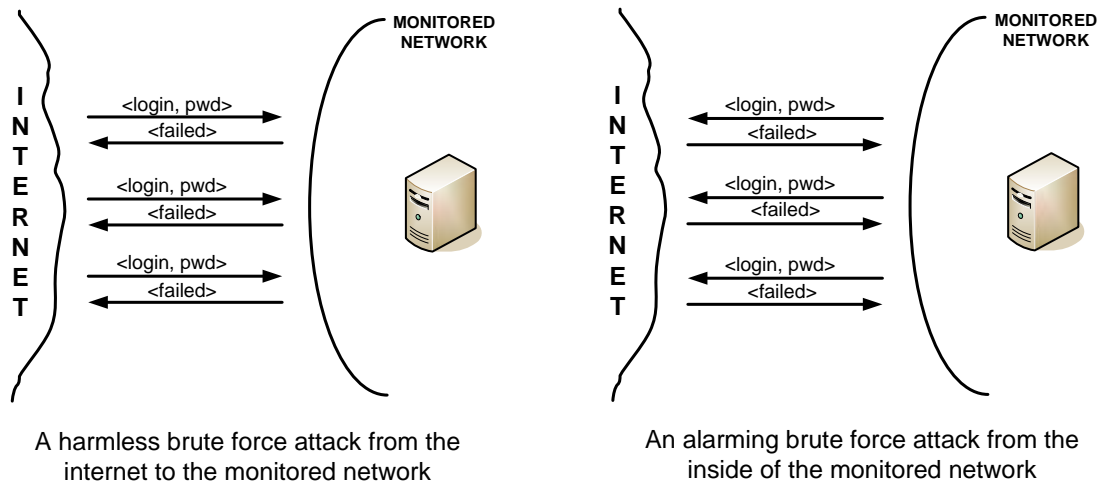 MONITORED
NETWORK
I
N
T
E
R
N
E
T
<login, pwd>
<failed>
<login, pwd>
<failed>
<login, pwd>
<failed>
A harmless brute force attack from the
internet to the monitored network
MONITORED
NETWORK
I
N
T
E
R
N
E
T
<login, pwd>
<failed>
<login, pwd>
<failed>
<login, pwd>
<failed>
An alarming brute force attack from the
inside of the monitored network